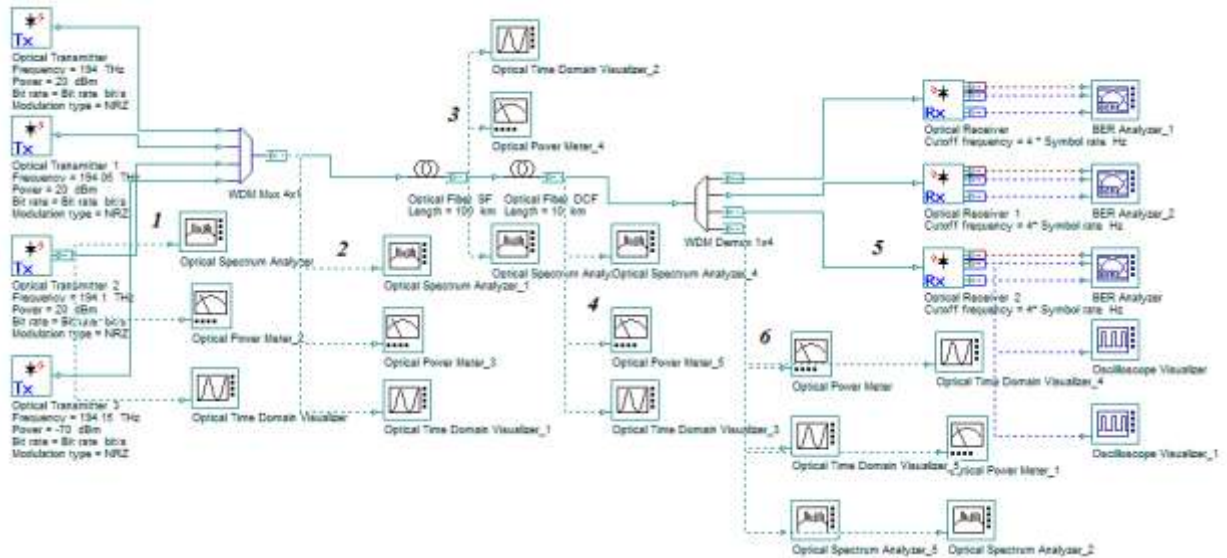 Tx
Optical Transmitter
Frequency = 194 THz
Power = 20 dBm
Bit rate = Bit rate bit/s
Modulation type = NRZ
Tx
Optical Transmitter 1
Frequency = 194.05 THz
Power = 20 dBm
Bit rate = Bit rate bit/s
Modulation type = NRZ
Tx
Optical Transmitter 2
Frequency = 194.1 THz
Power = 20 dBm
Bit rate = Bit rate bit/s
Modulation type = NRZ
Tx
Optical Transmitter 3
Frequency = 194.15 THz
Power = -70 dBm
Bit rate = Bit rate bit/s
Modulation type = NRZ
WDM Mux 4x1
1
Optical Spectrum Analyzer
Optical Power Meter_2
Optical Time Domain Visualizer
2
Optical Spectrum Analyzer_1
Optical Power Meter_3
Optical Time Domain Visualizer_1
3
Optical Time Domain Visualizer_2
Optical Power Meter_4
Optical Fiber SF
Length = 100 km
Optical Fiber DCF
Length = 10 km
Optical Spectrum Analyz
Optical Spectrum Analyzer_4
4
Optical Power Meter_5
Optical Time Domain Visualizer_3
WDM Demux 1x4
5
Rx
Optical Receiver
Cutoff frequency = 4 * Symbol rate Hz
BER Analyzer_1
Rx
Optical Receiver 1
Cutoff frequency = 4* Symbol rate Hz
BER Analyzer_2
Rx
Optical Receiver 2
Cutoff frequency = 4* Symbol rate Hz
BER Analyzer
6
Optical Power Meter
Optical Time Domain Visualizer_4
Oscilloscope Visualizer
Optical Time Domain Visualizer_5
Optical Power Meter_1
Oscilloscope Visualizer_1
Optical Spectrum Analyzer_5
Optical Spectrum Analyzer_2